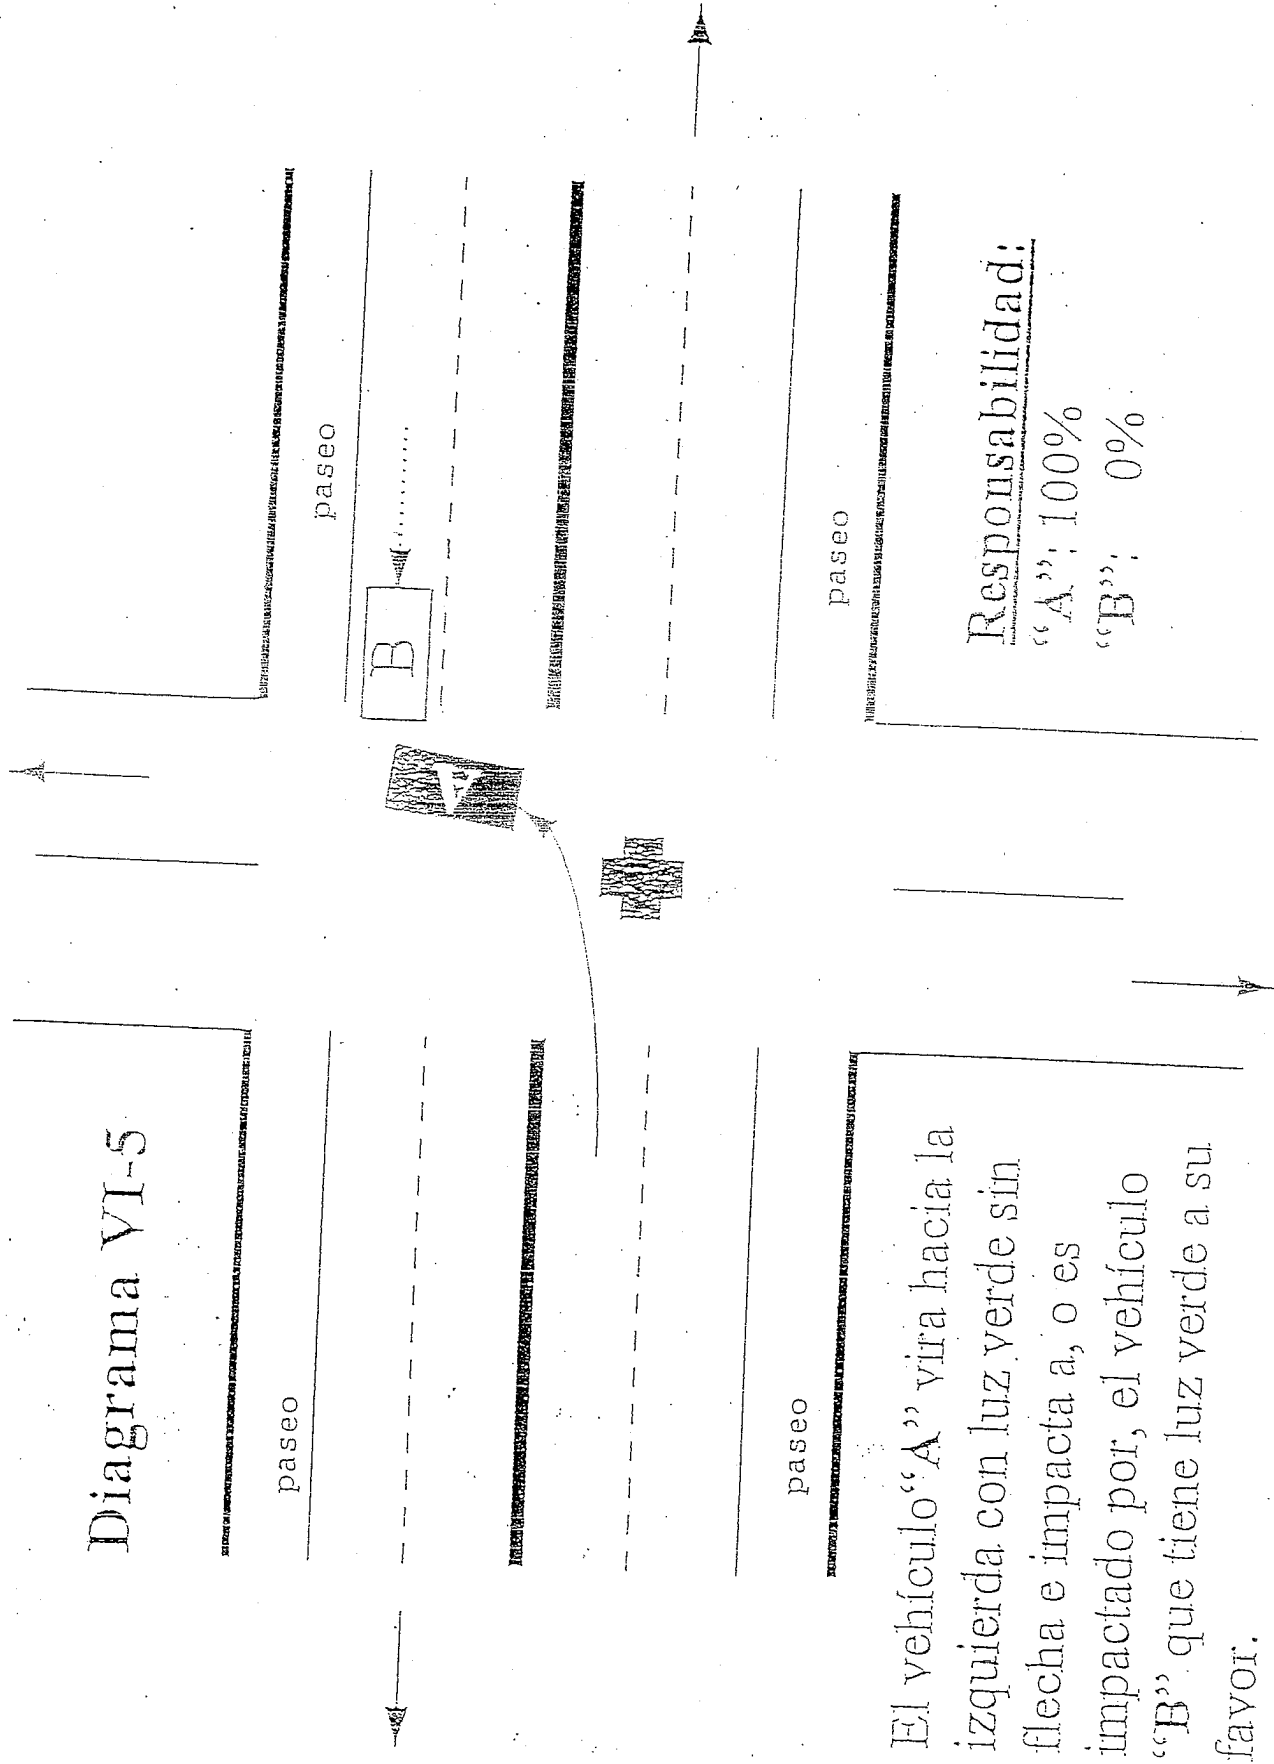 Diagrama VI-5
paseo
paseo
B
A
paseo
paseo
El vehículo “A” vira hacia la
izquierda con luz verde sin
flecha e impacta a, o es
impactado por, el vehículo
“B” que tiene luz verde a su
favor.
Responsabilidad:
“A”: 100%
“B”: 0%